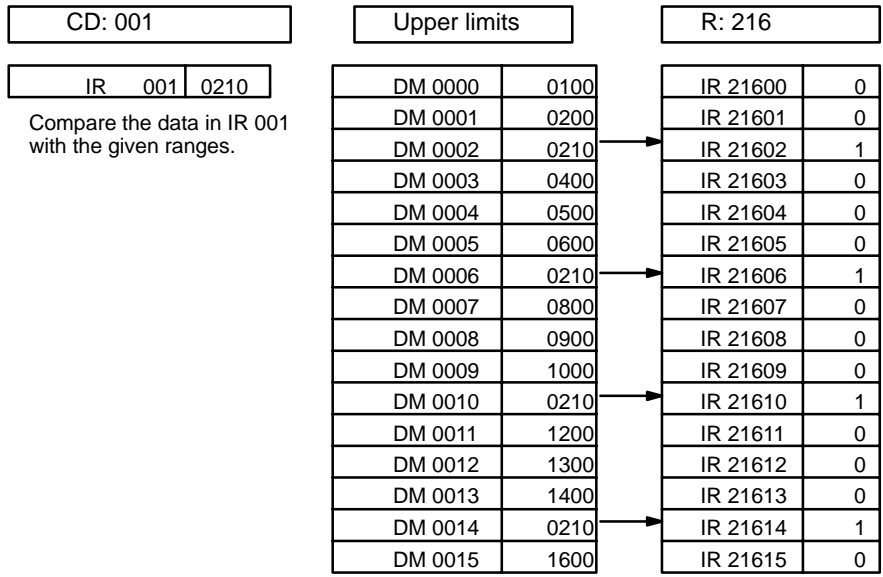 CD: 001 Upper limits R: 216
IR 001 0210
Compare the data in IR 001
with the given ranges.
DM 0000 0100 IR 21600 0
DM 0001 0200 IR 21601 0
DM 0002 0210 IR 21602 1
DM 0003 0400 IR 21603 0
DM 0004 0500 IR 21604 0
DM 0005 0600 IR 21605 0
DM 0006 0210 IR 21606 1
DM 0007 0800 IR 21607 0
DM 0008 0900 IR 21608 0
DM 0009 1000 IR 21609 0
DM 0010 0210 IR 21610 1
DM 0011 1200 IR 21611 0
DM 0012 1300 IR 21612 0
DM 0013 1400 IR 21613 0
DM 0014 0210 IR 21614 1
DM 0015 1600 IR 21615 0